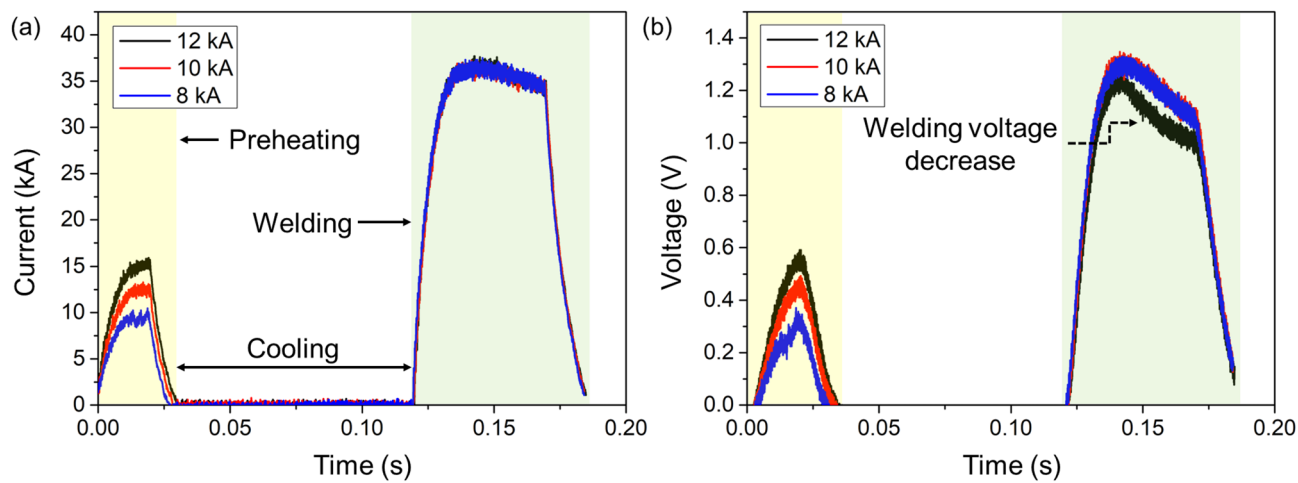 (a)
40
35
30
25
20
15
10
5
0
Current (kA)
12 kA
10 kA
8 kA
Preheating
Welding
Cooling
0.00
0.05
0.10
0.15
0.20
Time (s)
(b)
1.4
1.2
1.0
0.8
0.6
0.4
0.2
0.0
Voltage (V)
12 kA
10 kA
8 kA
Welding voltage
decrease
0.00
0.05
0.10
0.15
0.20
Time (s)